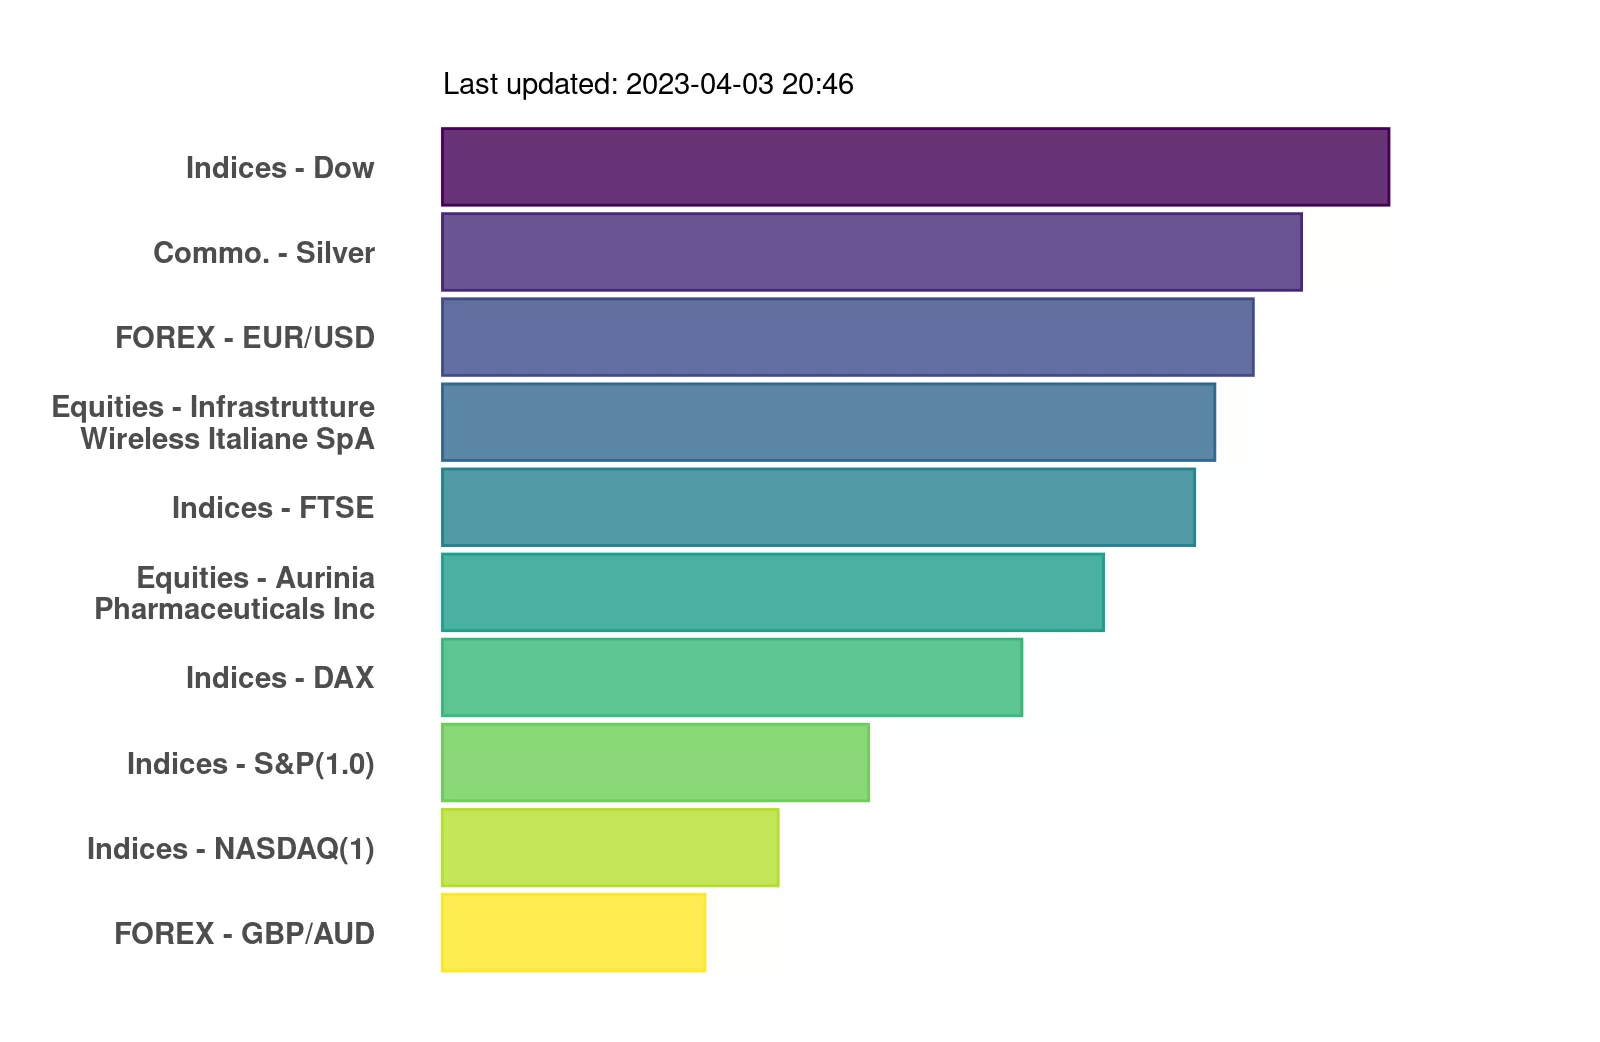 Last updated: 2023-04-03 20:46
Indices - Dow
Commo. - Silver
FOREX - EUR/USD
Equities - Infrastrutture
Wireless Italiane SpA
Indices - FTSE
Equities - Aurinia
Pharmaceuticals Inc
Indices - DAX
Indices - S&P(1.0)
Indices - NASDAQ(1)
FOREX - GBP/AUD